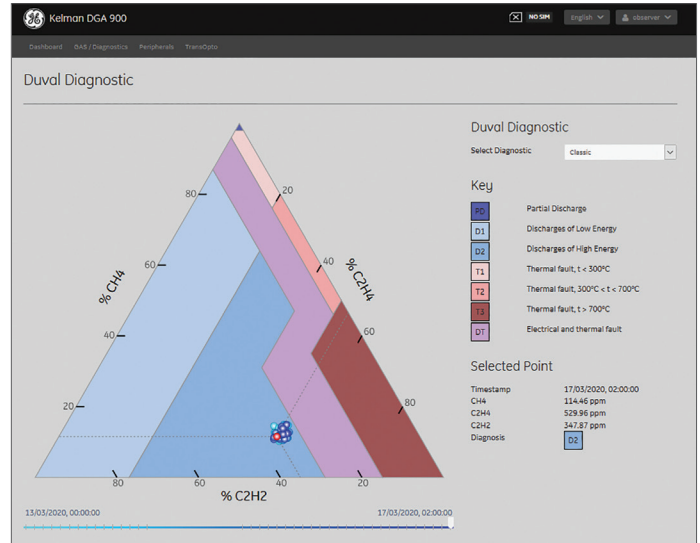 Kelman DGA 900
NO SIM
English
observer
Dashboard GAS / Diagnostics Peripherals TransOpto
Duval Diagnostic
Duval Diagnostic
Select Diagnostic Classic
Key
PD Partial Discharge
D1 Discharges of Low Energy
D2 Discharges of High Energy
T1 Thermal fault, t < 300°C
T2 Thermal fault, 300°C < t < 700°C
T3 Thermal fault, t > 700°C
DT Electrical and thermal fault
Selected Point
Timestamp 17/03/2020, 02:00:00
CH4 114.46 ppm
C2H4 529.96 ppm
C2H2 347.87 ppm
Diagnosis D2
% CH4
80
60
40
20
% C2H4
20
40
60
80
80 60 40 20
% C2H2
13/03/2020, 00:00:00 17/03/2020, 02:00:00